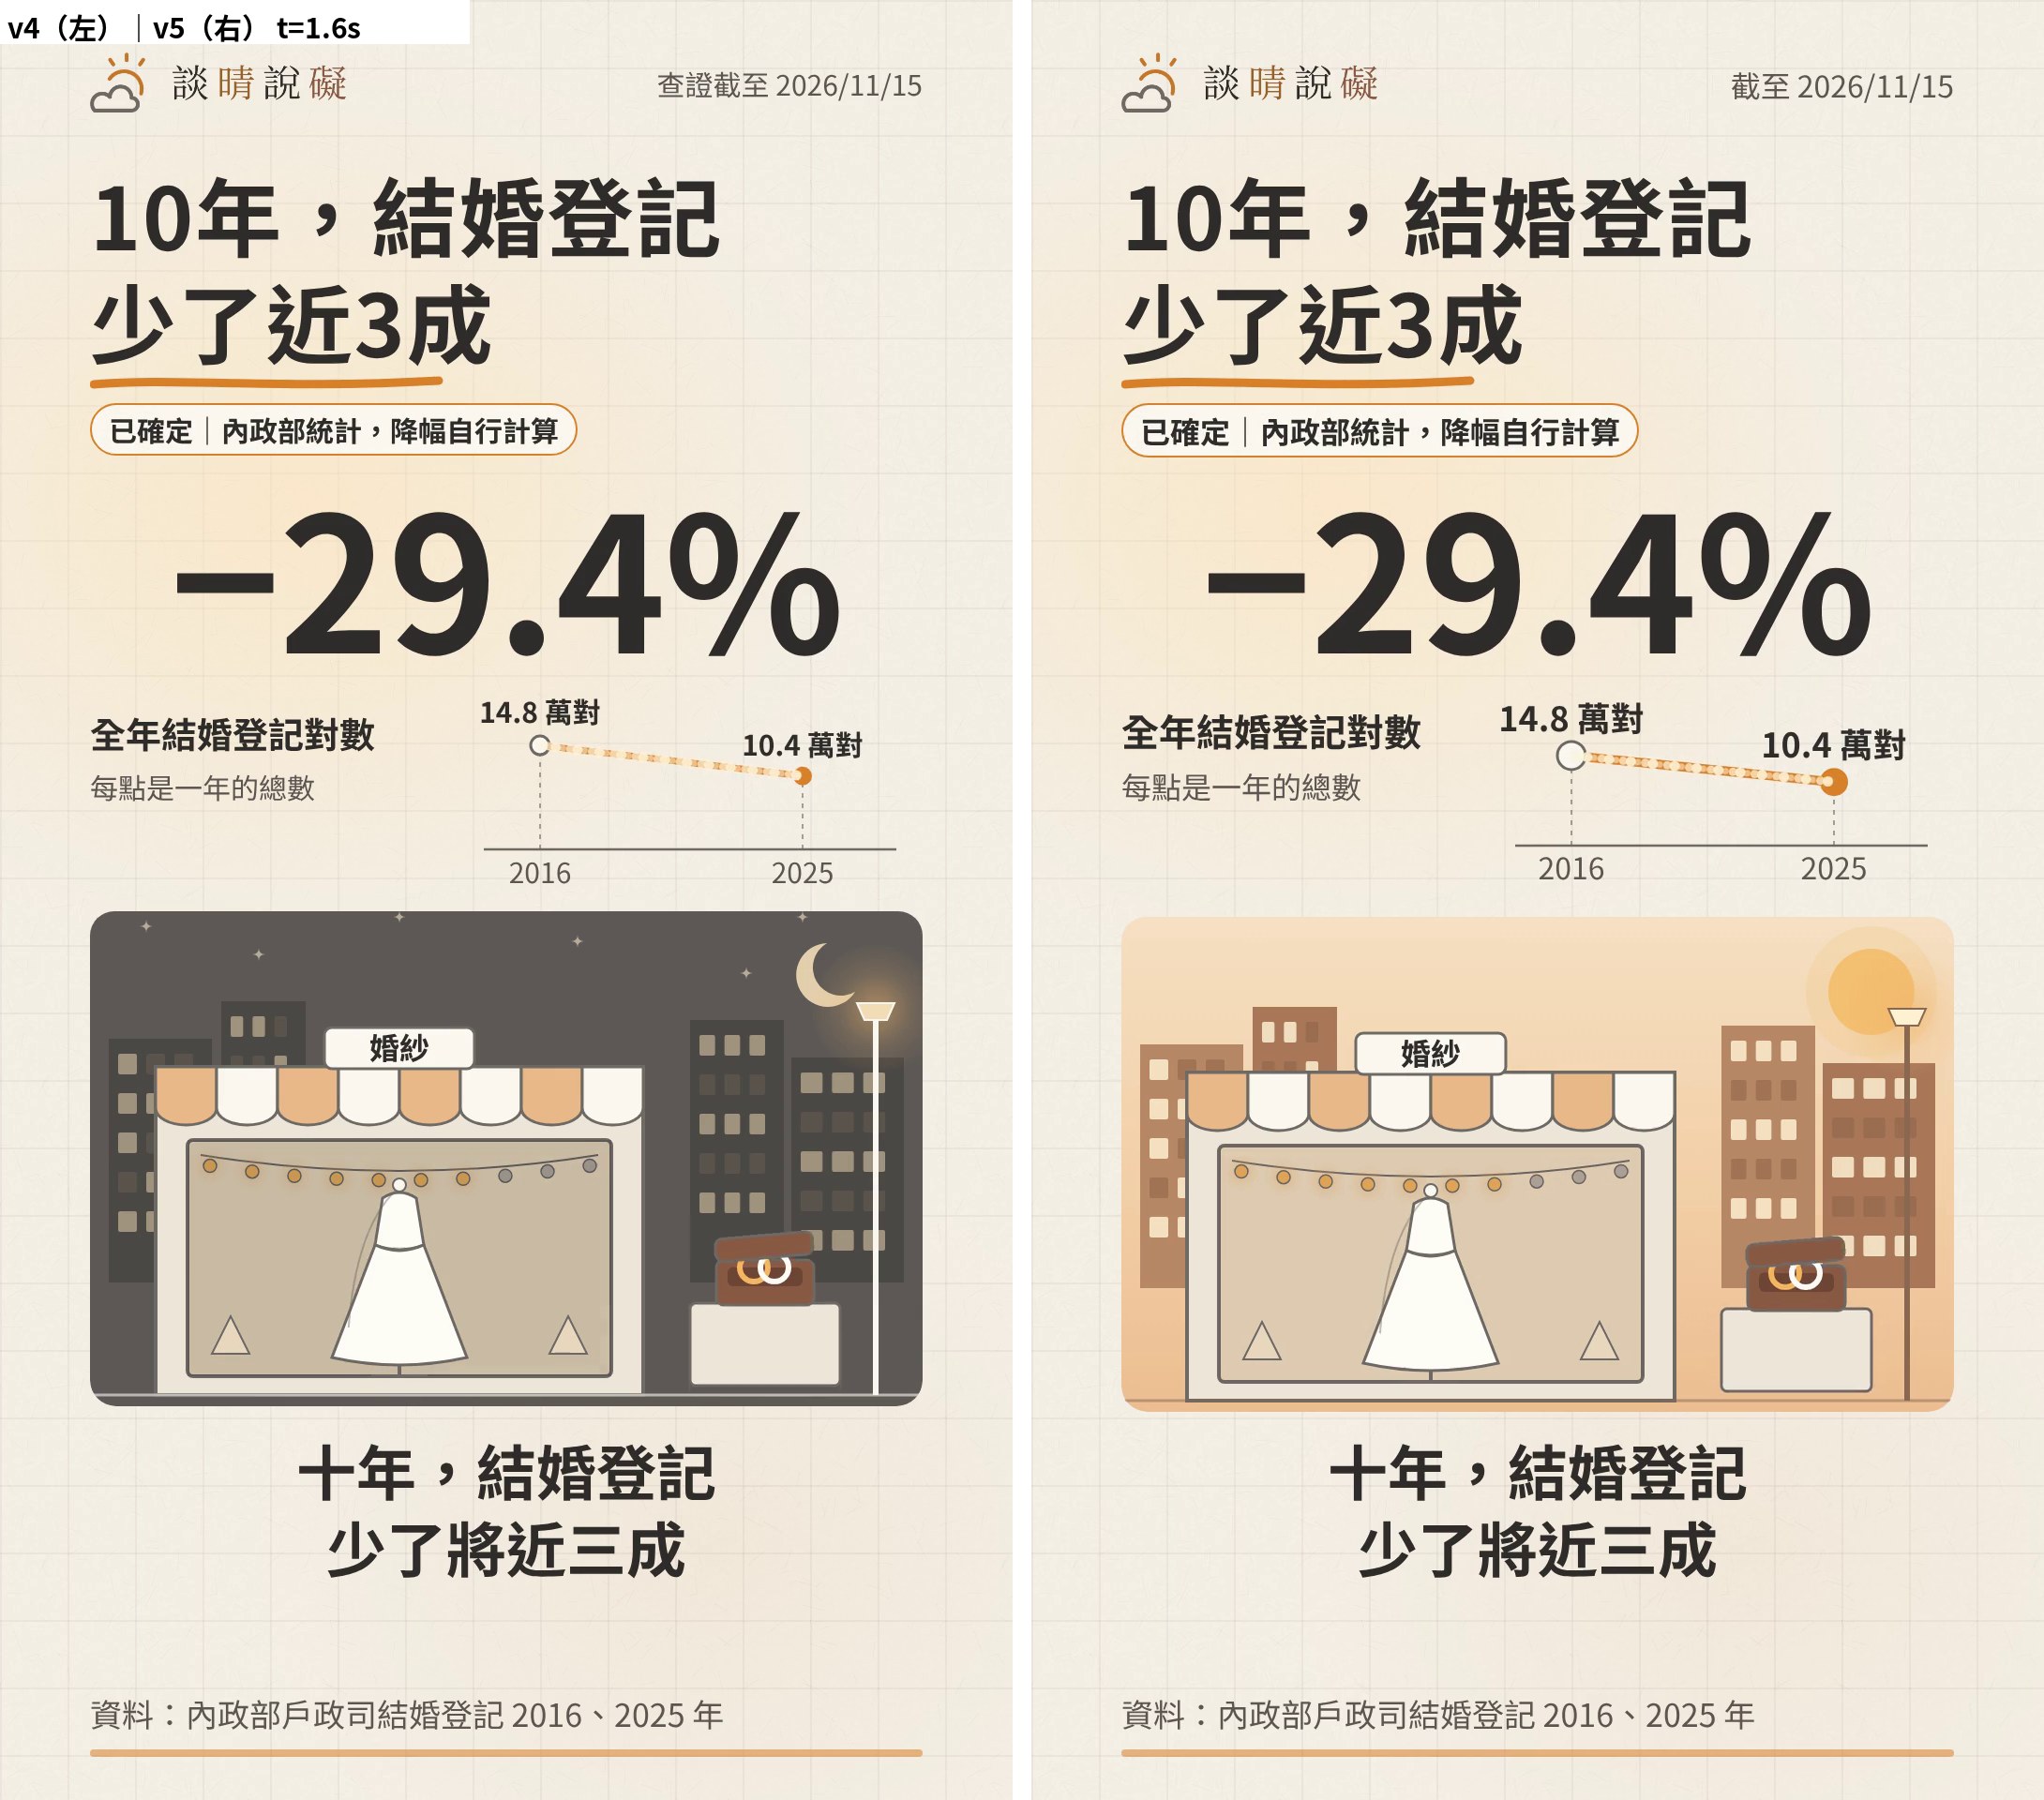 v4（左）｜v5（右） t=1.6s
談晴說礙
查證截至 2026/11/15
10年，結婚登記
少了近3成
已確定｜內政部統計，降幅自行計算
−29.4%
全年結婚登記對數
每點是一年的總數
14.8 萬對
10.4 萬對
2016
2025
婚紗
十年，結婚登記
少了將近三成
資料：內政部戶政司結婚登記 2016、2025 年
談晴說礙
截至 2026/11/15
10年，結婚登記
少了近3成
已確定｜內政部統計，降幅自行計算
−29.4%
全年結婚登記對數
每點是一年的總數
14.8 萬對
10.4 萬對
2016
2025
婚紗
十年，結婚登記
少了將近三成
資料：內政部戶政司結婚登記 2016、2025 年